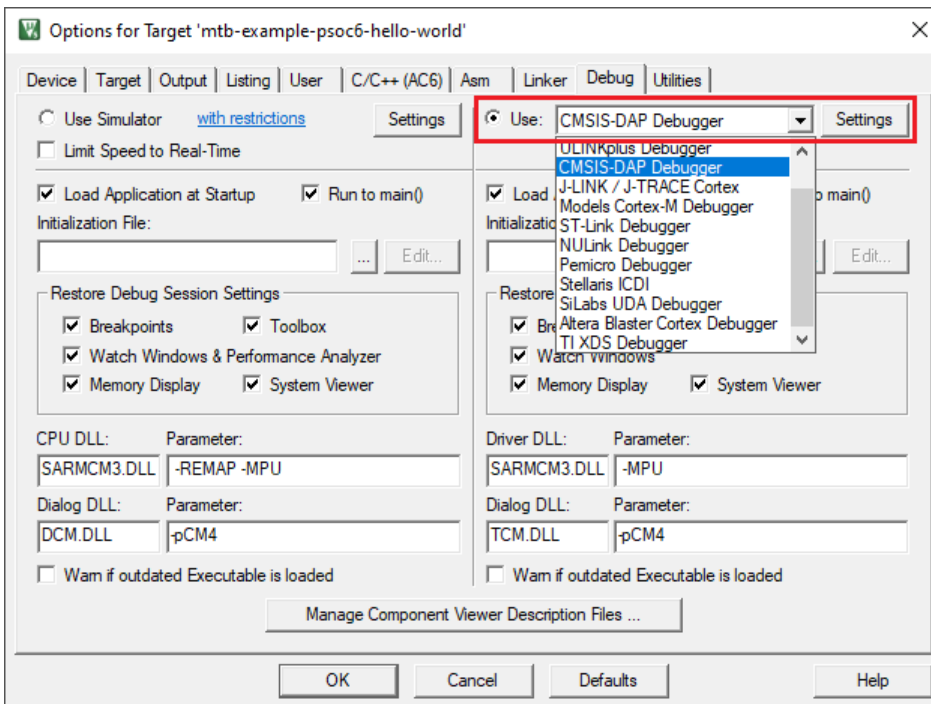 Options for Target 'mtb-example-psoc6-hello-world'
Device Target Output Listing User C/C++ (AC6) Asm Linker Debug Utilities
Use Simulator with restrictions Settings
Limit Speed to Real-Time
Use: CMSIS-DAP Debugger Settings
ULINKplus Debugger
CMSIS-DAP Debugger
J-LINK / J-TRACE Cortex
Models Cortex-M Debugger
ST-Link Debugger
NULink Debugger
Pemicro Debugger
Stellaris ICDI
SiLabs UDA Debugger
Altera Blaster Cortex Debugger
TI XDS Debugger
Load Application at Startup Run to main()
Initialization File:
... Edit...
Restore Debug Session Settings
Breakpoints Toolbox
Watch Windows & Performance Analyzer
Memory Display System Viewer
Load
o main()
Initializatio
Edit...
Restore
Bre
Watch Windows
Memory Display System Viewer
CPU DLL: Parameter:
SARMCM3.DLL -REMAP -MPU
Dialog DLL: Parameter:
DCM.DLL -pCM4
Warn if outdated Executable is loaded
Driver DLL: Parameter:
SARMCM3.DLL -MPU
Dialog DLL: Parameter:
TCM.DLL -pCM4
Warn if outdated Executable is loaded
Manage Component Viewer Description Files ...
OK Cancel Defaults Help